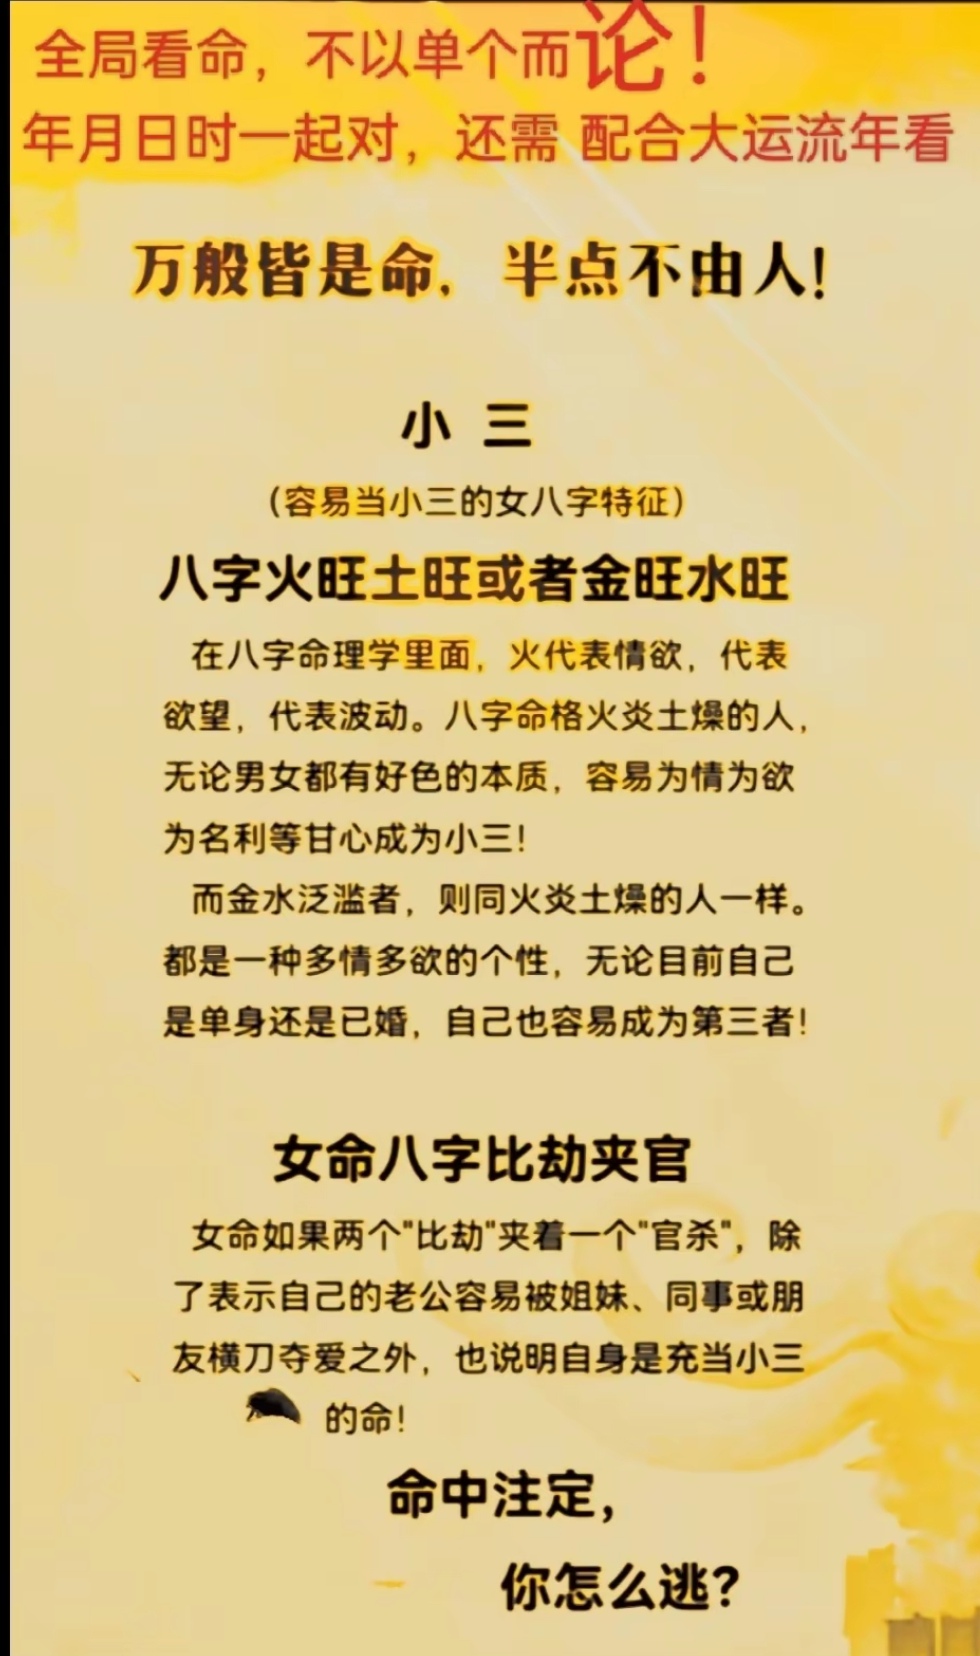 全局看命，不以单个而论！
年月日时一起对，还需 配合大运流年看
万般皆是命，半点不由人！
小 三
（容易当小三的女八字特征）
八字火旺土旺或者金旺水旺
在八字命理学里面，火代表情欲，代表
欲望，代表波动。八字命格火炎土燥的人，
无论男女都有好色的本质，容易为情为欲
为名利等甘心成为小三！
而金水泛滥者，则同火炎土燥的人一样。
都是一种多情多欲的个性，无论目前自己
是单身还是已婚，自己也容易成为第三者！
女命八字比劫夹官
女命如果两个"比劫"夹着一个"官杀"，除
了表示自己的老公容易被姐妹、同事或朋
友横刀夺爱之外，也说明自身是充当小三
的命！
命中注定，
你怎么逃？